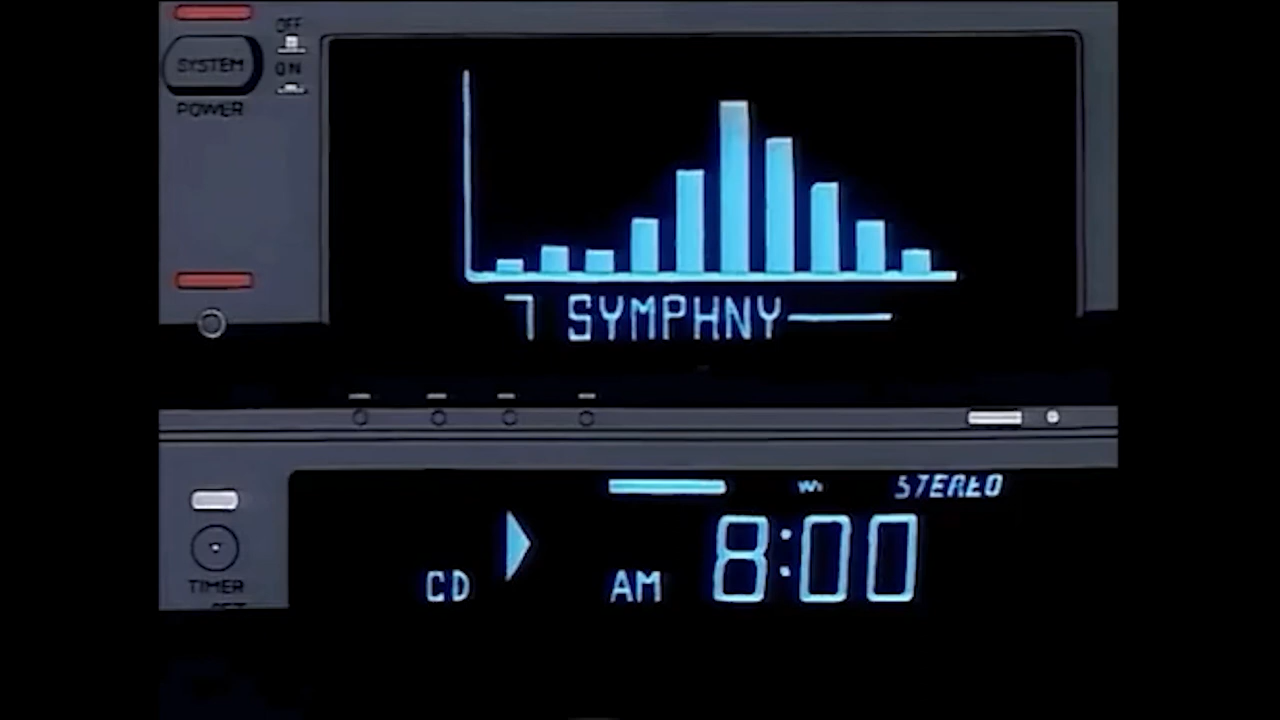 OFF
SYSTEM
ON
POWER
7 SYMPHNY
STEREO
CD AM 8:00
TIMER